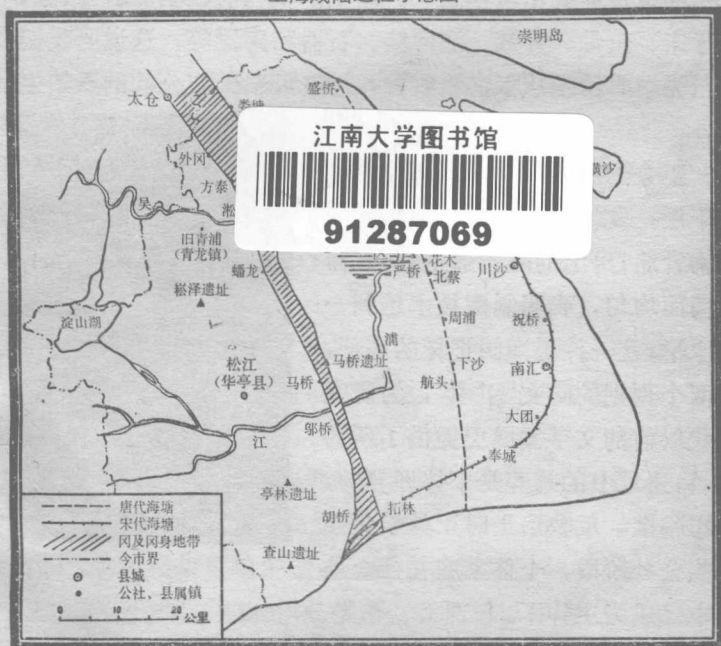 崇明岛
盛桥
太仓
娄塘
江南大学图书馆
外冈
横沙
方泰
91287069
吴
淞
旧青浦
(青龙镇)
花木
严桥
北蔡
川沙
蟠龙
崧泽遗址
淀山湖
周浦
祝桥
浦
松江
(华亭县)
马桥遗址
下沙
南汇
马桥
航头
大团
江
邬桥
奉城
亭林遗址
胡桥
拓林
查山遗址
唐代海塘
宋代海塘
冈及冈身地带
今市界
县城
公社、县属镇
0 10 20
公里